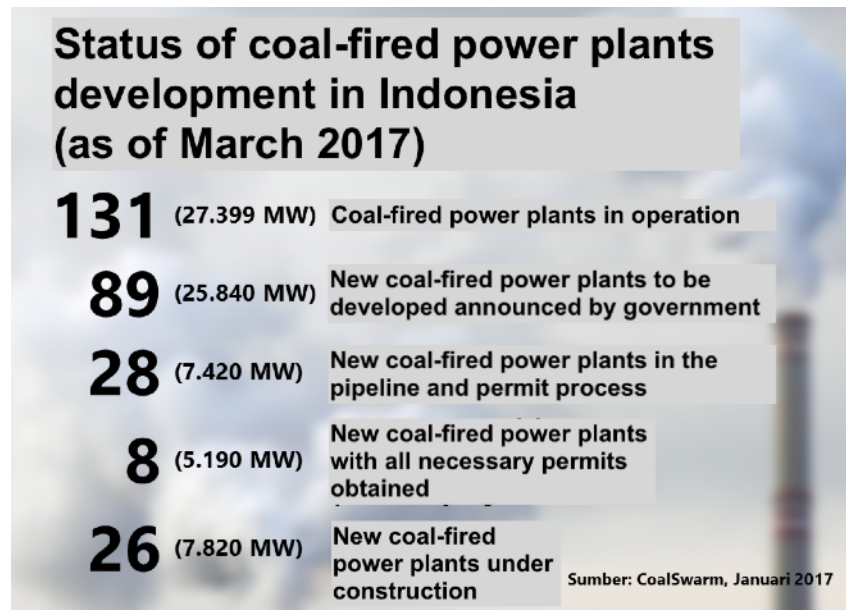 Status of coal-fired power plants
development in Indonesia
(as of March 2017)
131 (27.399 MW) Coal-fired power plants in operation
89 (25.840 MW) New coal-fired power plants to be
developed announced by government
28 (7.420 MW) New coal-fired power plants in the
pipeline and permit process
8 (5.190 MW) New coal-fired power plants
with all necessary permits
obtained
26 (7.820 MW) New coal-fired
power plants under
construction
Sumber: CoalSwarm, Januari 2017